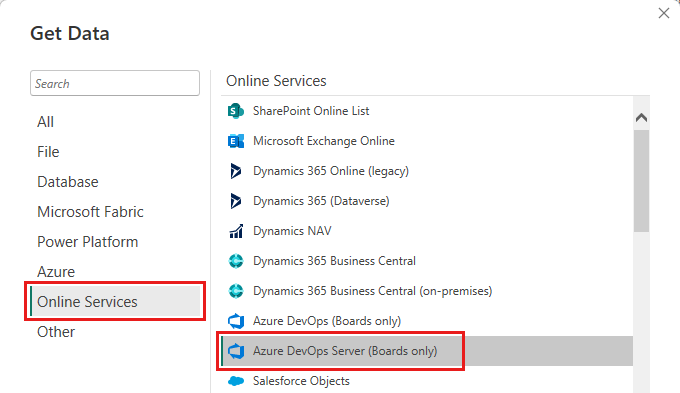 Get Data
Search
All
File
Database
Microsoft Fabric
Power Platform
Azure
Online Services
Other
Online Services
SharePoint Online List
Microsoft Exchange Online
Dynamics 365 Online (legacy)
Dynamics 365 (Dataverse)
Dynamics NAV
Dynamics 365 Business Central
Dynamics 365 Business Central (on-premises)
Azure DevOps (Boards only)
Azure DevOps Server (Boards only)
Salesforce Objects